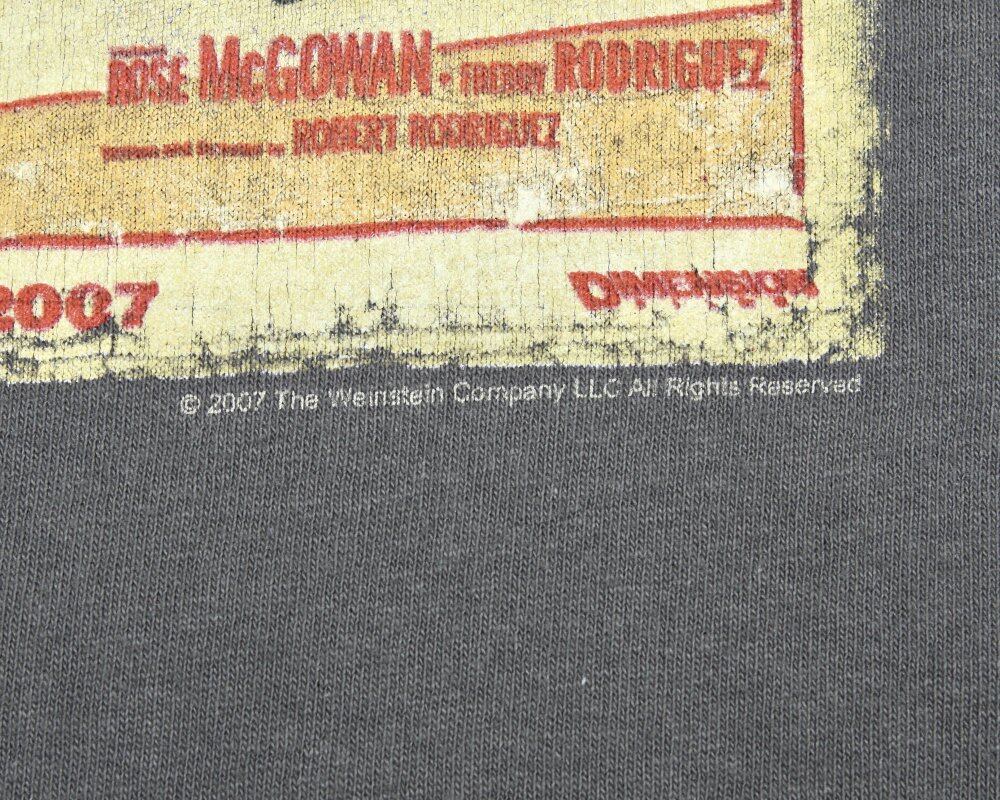 ROSE McGOWAN · FREDDY RODRIGUEZ
ROBERT RODRIGUEZ
2007
DIMENSION
© 2007 The Weinstein Company LLC All Rights Reserved